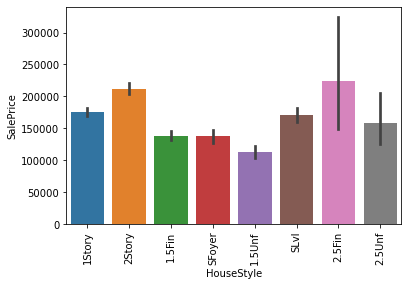 300000
250000
200000
150000
100000
50000
0
SalePrice
1Story
2Story
1.5Fin
SFoyer
1.5Unf
SLvl
2.5Fin
2.5Unf
HouseStyle